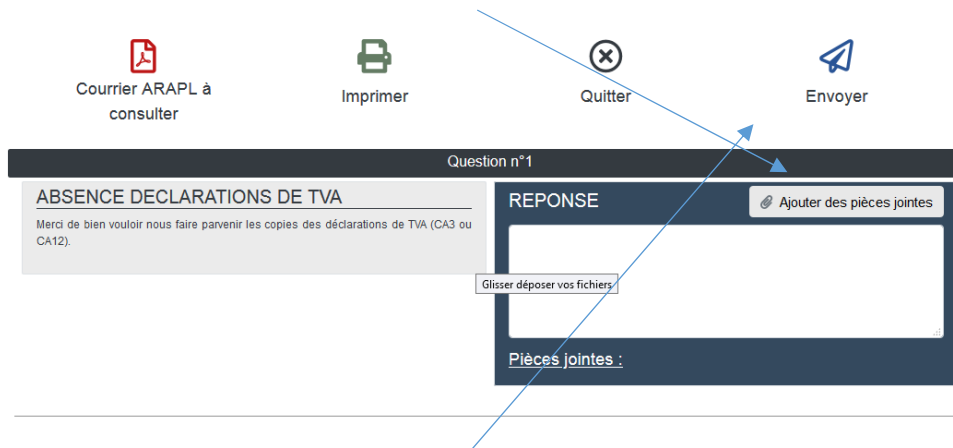 Courrier ARAPL à
consulter
Imprimer
Quitter
Envoyer
Question n°1
ABSENCE DECLARATIONS DE TVA
Merci de bien vouloir nous faire parvenir les copies des déclarations de TVA (CA3 ou
CA12).
REPONSE
Ajouter des pièces jointes
Glisser déposer vos fichiers
Pièces jointes :